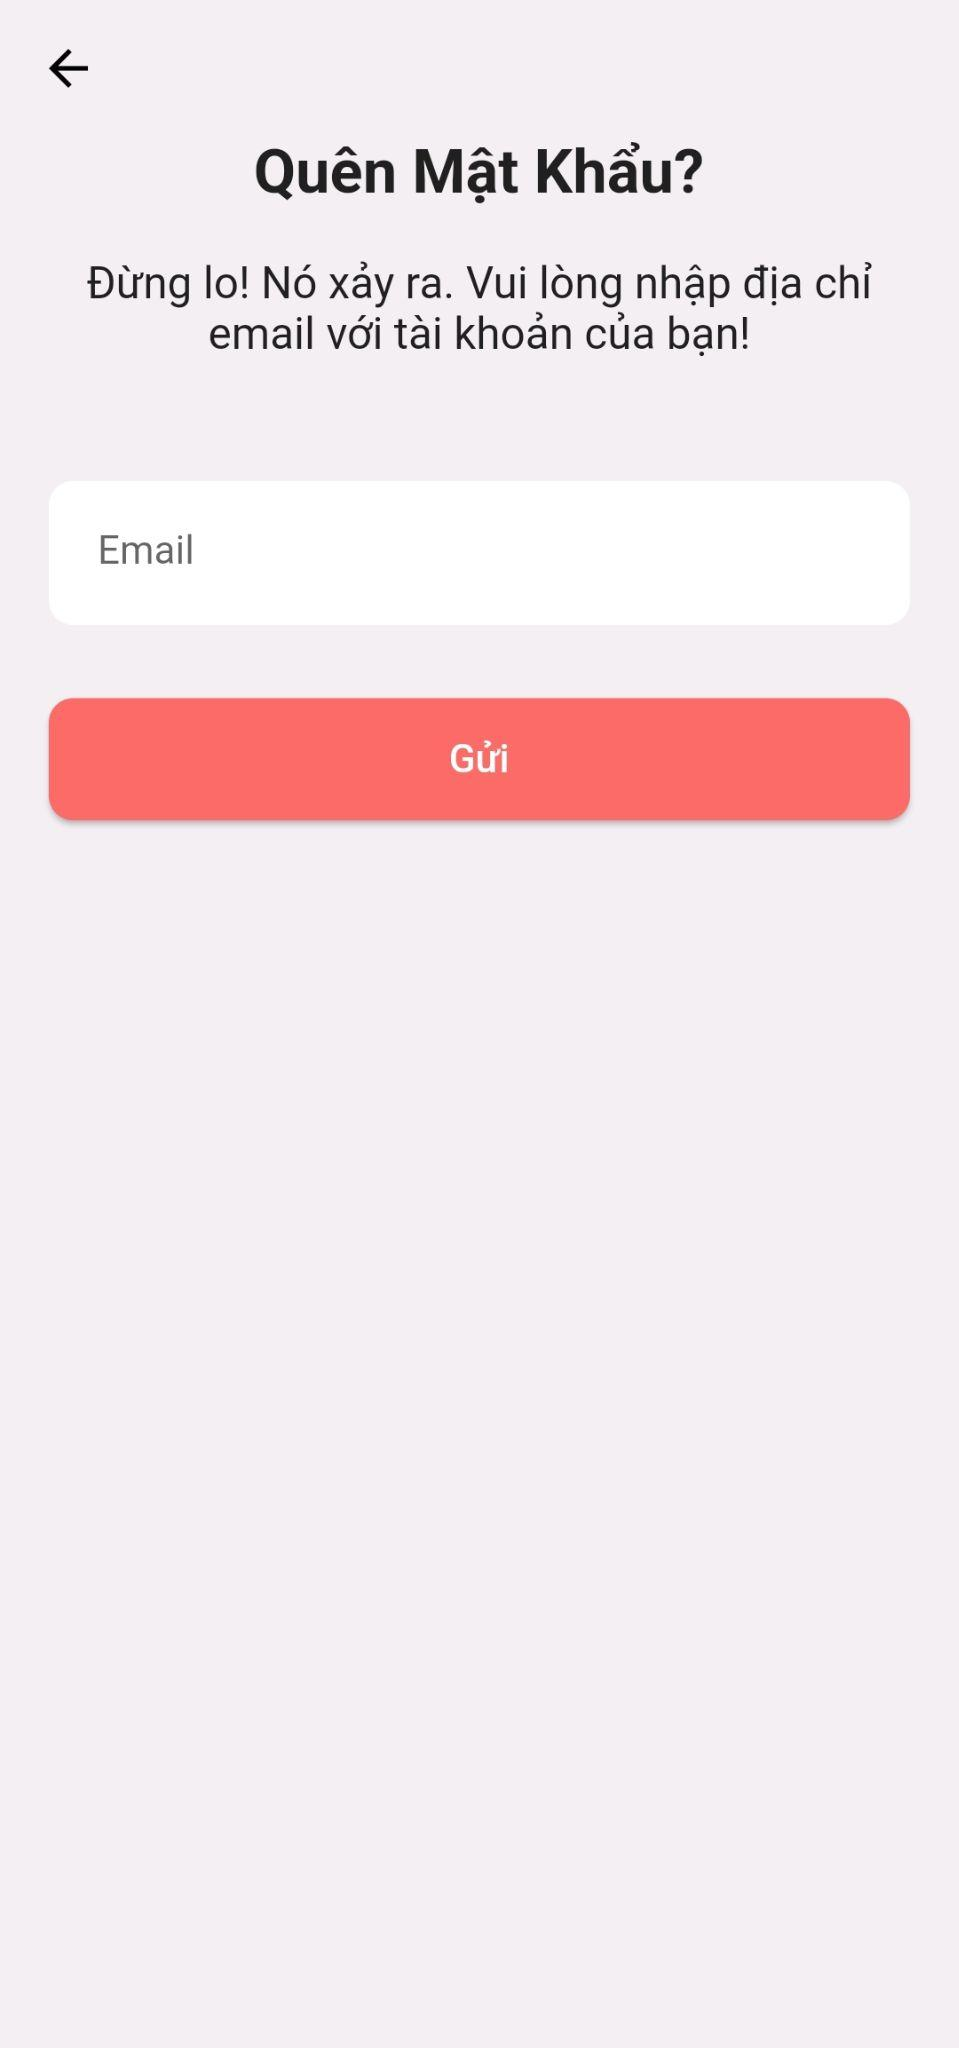 Quên Mật Khẩu?
Đừng lo! Nó xảy ra. Vui lòng nhập địa chỉ
email với tài khoản của bạn!
Email
Gửi